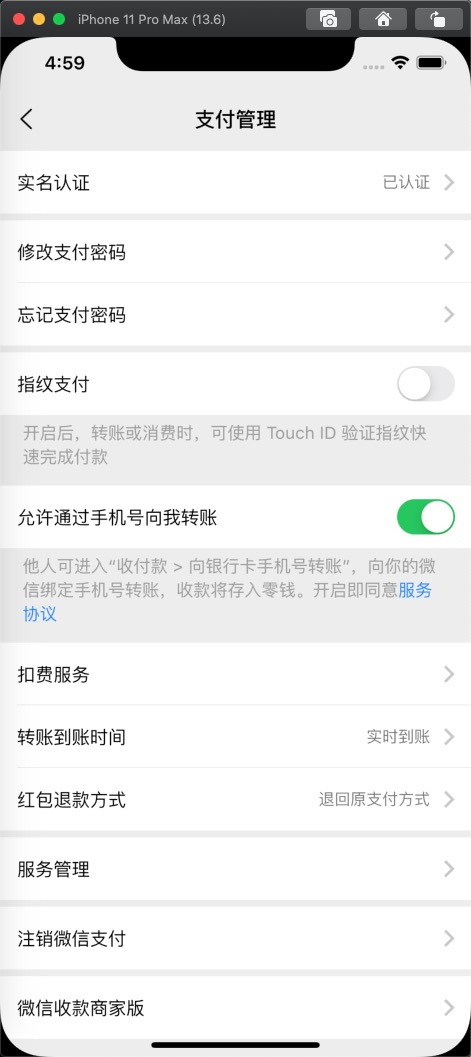 iPhone 11 Pro Max (13.6)
4:59
支付管理
实名认证 已认证
修改支付密码
忘记支付密码
指纹支付
开启后，转账或消费时，可使用 Touch ID 验证指纹快
速完成付款
允许通过手机号向我转账
他人可进入“收付款 > 向银行卡手机号转账”，向你的微
信绑定手机号转账，收款将存入零钱。开启即同意服务
协议
扣费服务
转账到账时间 实时到账
红包退款方式 退回原支付方式
服务管理
注销微信支付
微信收款商家版